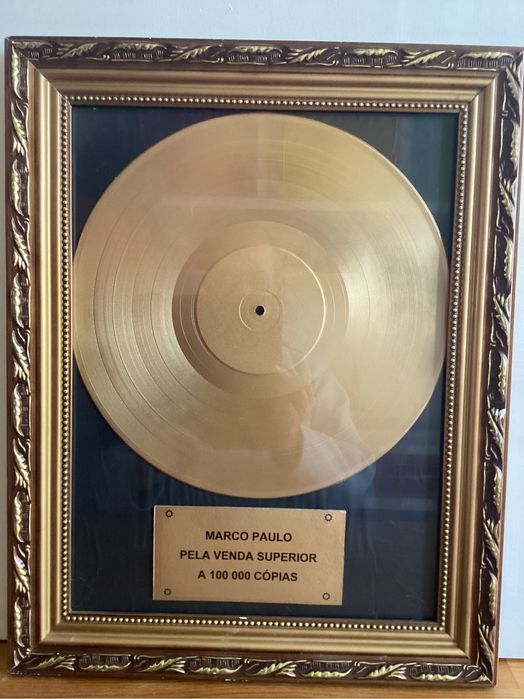 MARCO PAULO
PELA VENDA SUPERIOR
A 100 000 CÓPIAS